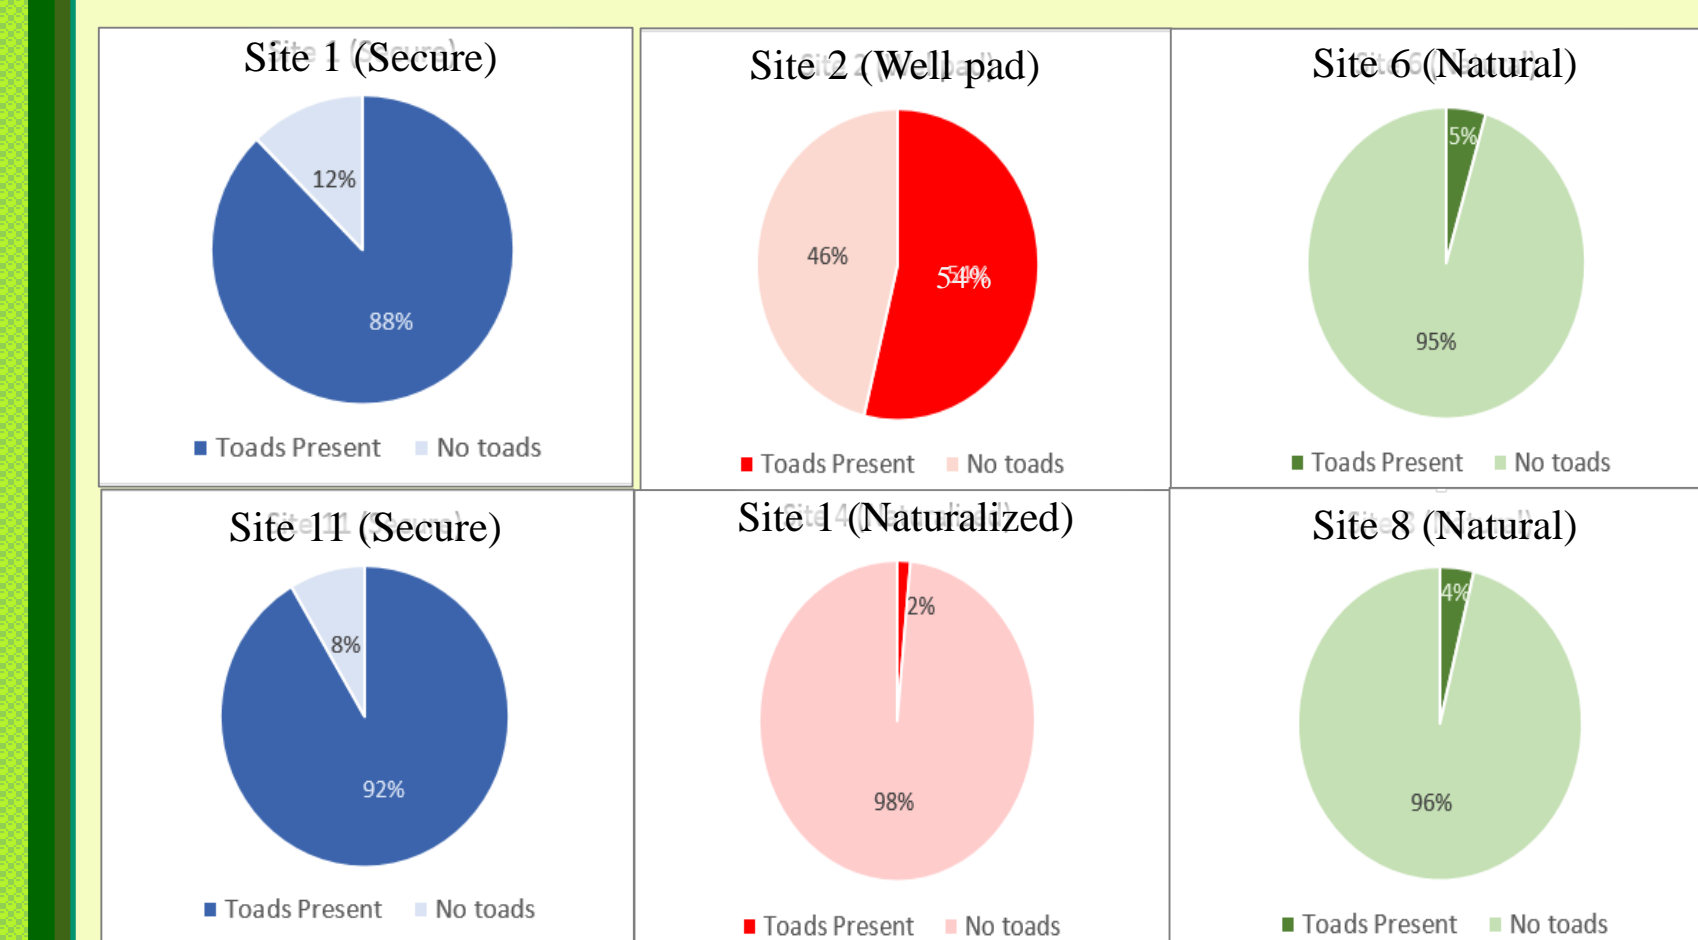 Site 1 (Secure)
12%
88%
Toads Present No toads
Site 2 (Well pad)
46%
54%
Toads Present No toads
Site 6 (Natural)
5%
95%
Toads Present No toads
Site 11 (Secure)
8%
92%
Toads Present No toads
Site 1 (Naturalized)
2%
98%
Toads Present No toads
Site 8 (Natural)
4%
96%
Toads Present No toads